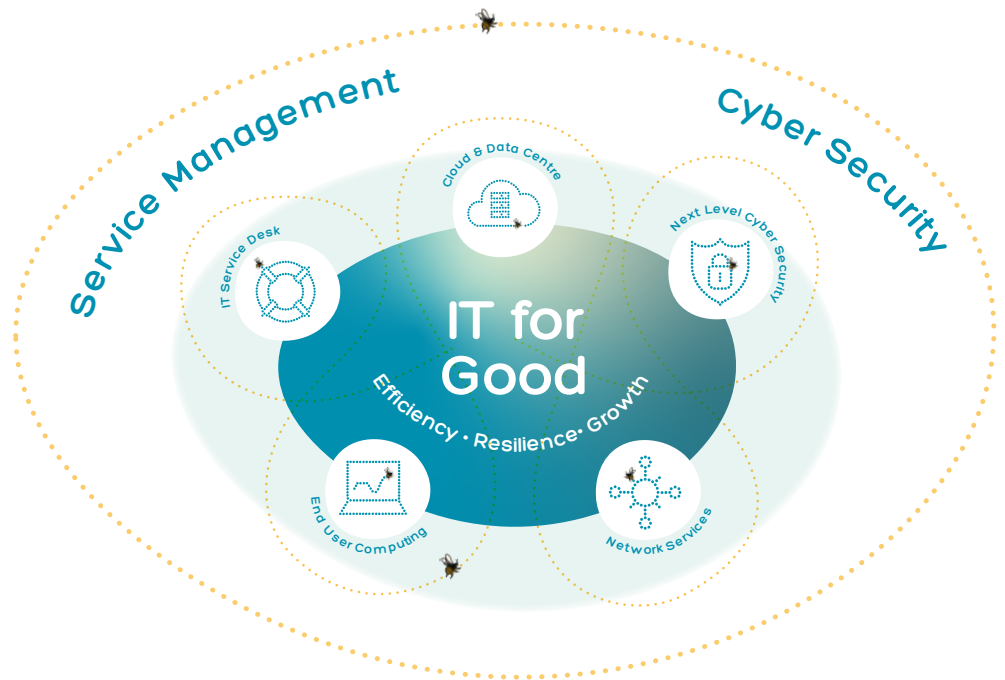 Service Management
Cyber Security
Cloud & Data Centre
IT Service Desk
Next Level Cyber Security
IT for
Good
Efficiency • Resilience• Growth
End User Computing
Network Services